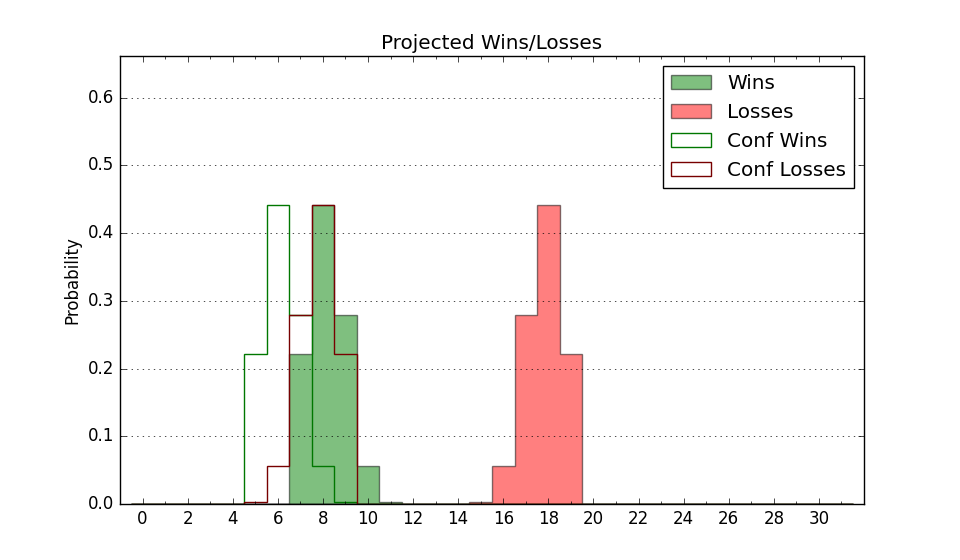 Projected Wins/Losses
Wins
Losses
Conf Wins
Conf Losses
Probability
0.6
0.5
0.4
0.3
0.2
0.1
0.0
0 2 4 6 8 10 12 14 16 18 20 22 24 26 28 30